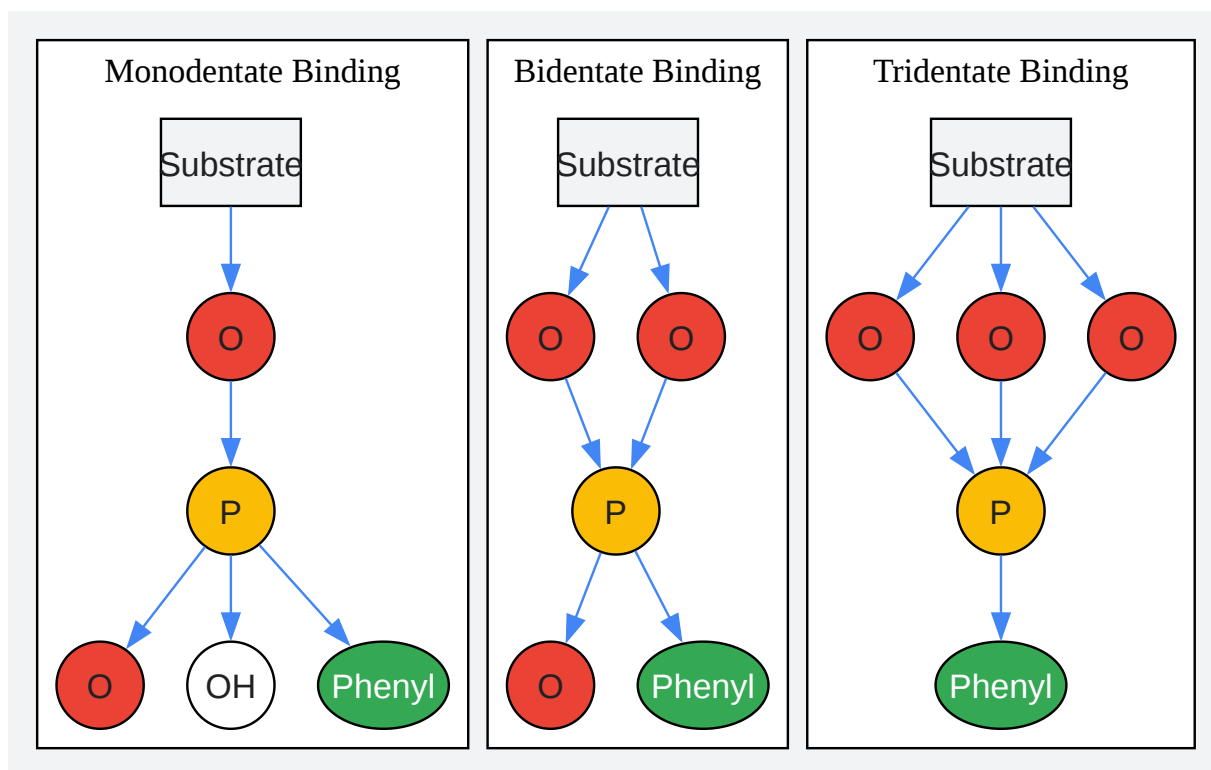 Monodentate Binding
Substrate
O
P
O
OH
Phenyl
Bidentate Binding
Substrate
O
O
P
O
Phenyl
Tridentate Binding
Substrate
O
O
O
P
Phenyl